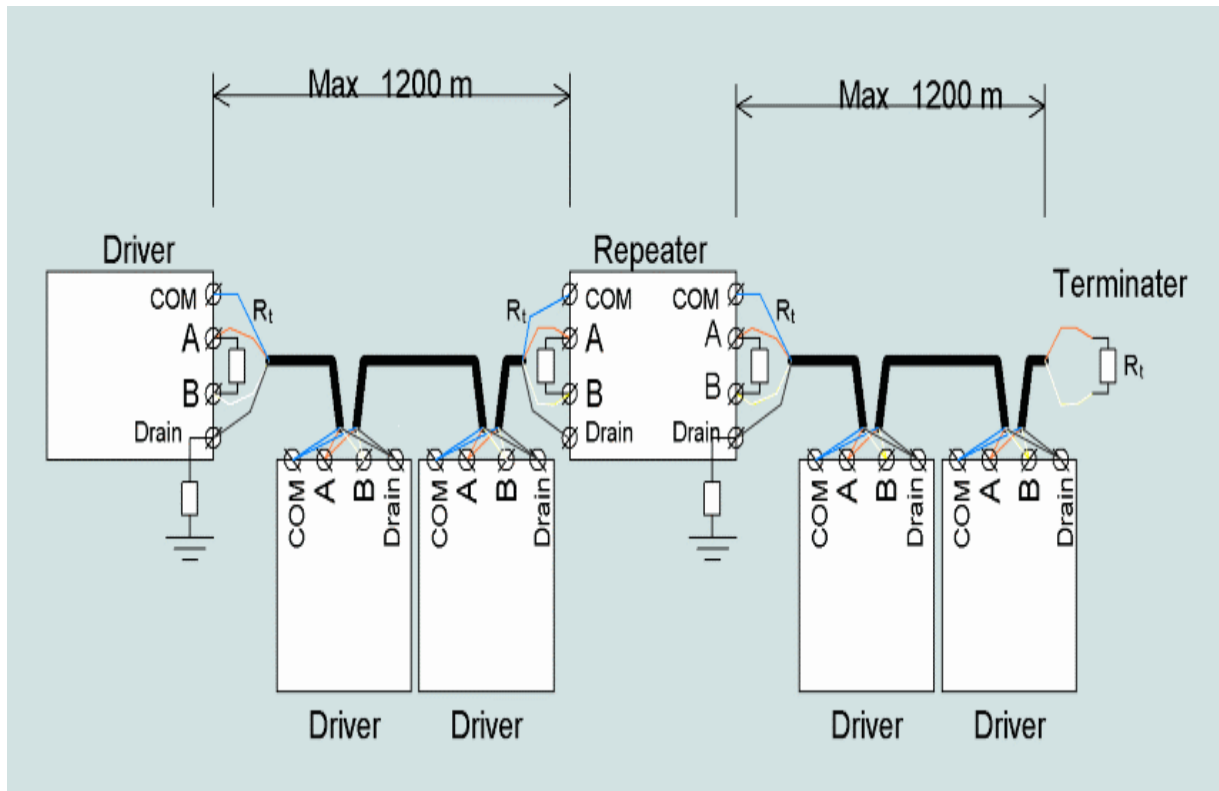 Max 1200 m
Max 1200 m
Driver
Repeater
Terminater
COM
Rt
A
B
Drain
Rt
COM
A
B
Drain
COM
A
B
Drain
Rt
Rt
COM
A
B
Drain
COM
A
B
Drain
COM
A
B
Drain
COM
A
B
Drain
Driver
Driver
Driver
Driver